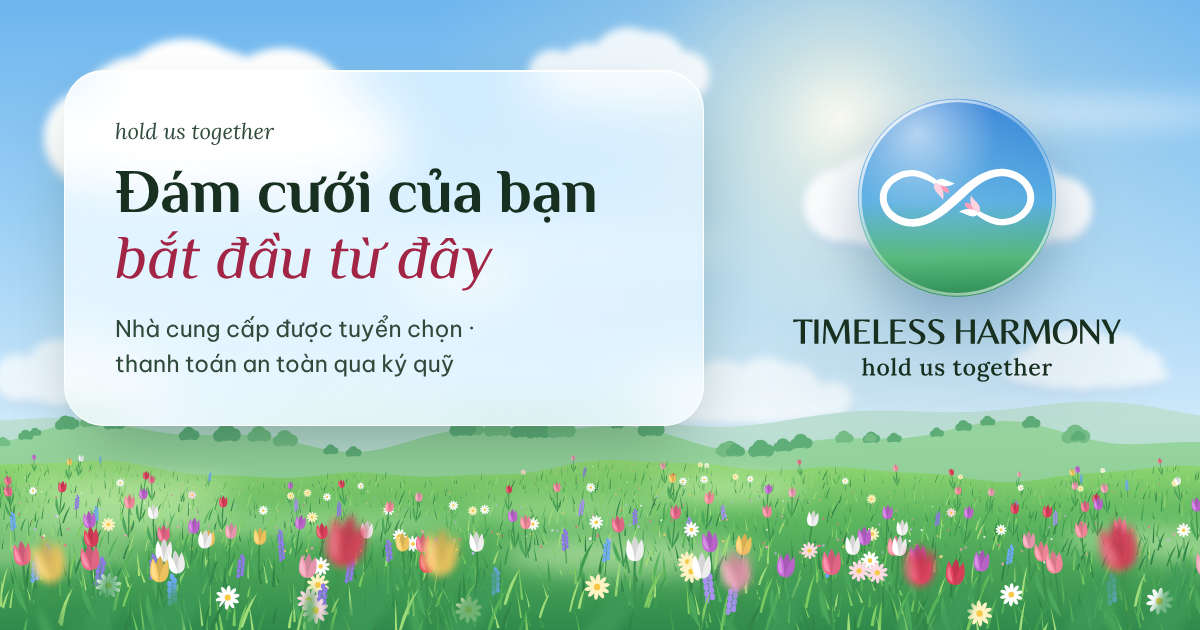 hold us together
Đám cưới của bạn
bắt đầu từ đây
Nhà cung cấp được tuyển chọn ·
thanh toán an toàn qua ký quỹ
TIMELESS HARMONY
hold us together